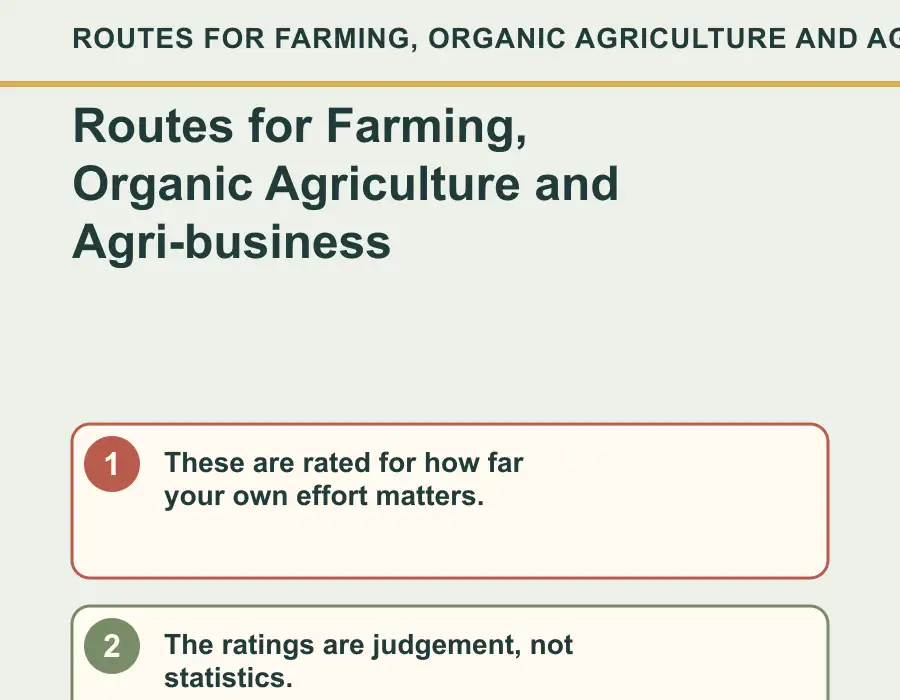 ROUTES FOR FARMING, ORGANIC AGRICULTURE AND
Routes for Farming,
Organic Agriculture and
Agri-business
1
These are rated for how far
your own effort matters.
2
The ratings are judgement, not
statistics.